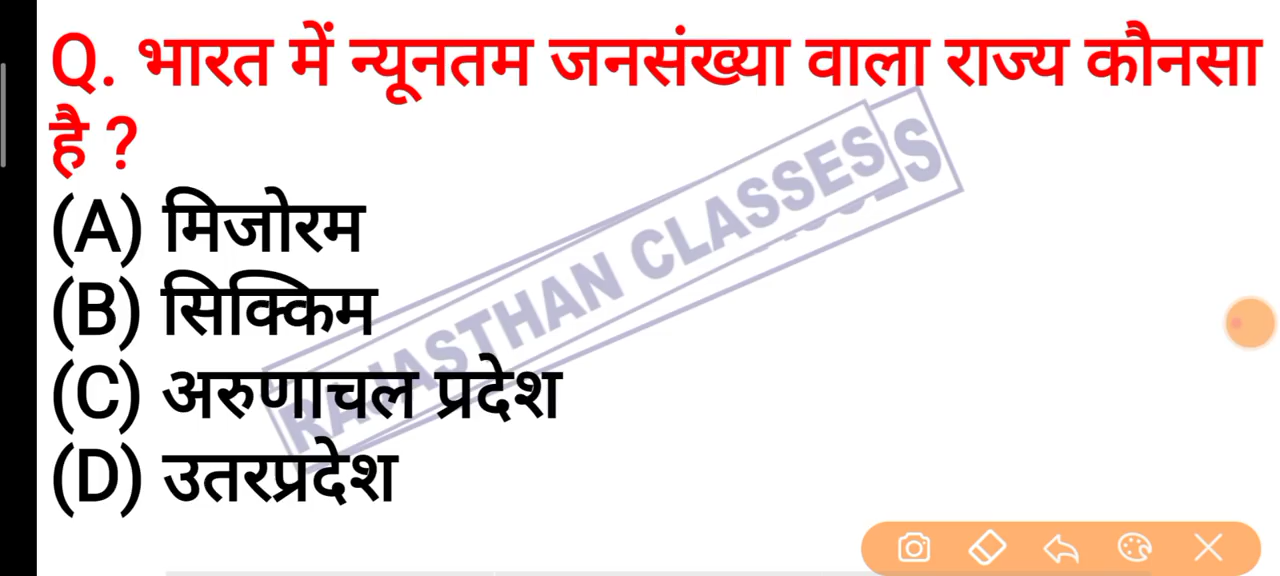 Q. भारत में न्यूनतम जनसंख्या वाला राज्य कौनसा
है ?
(A) मिजोरम
(B) सिक्किम
(C) अरुणाचल प्रदेश
(D) उतरप्रदेश
RAJASTHAN CLASSES